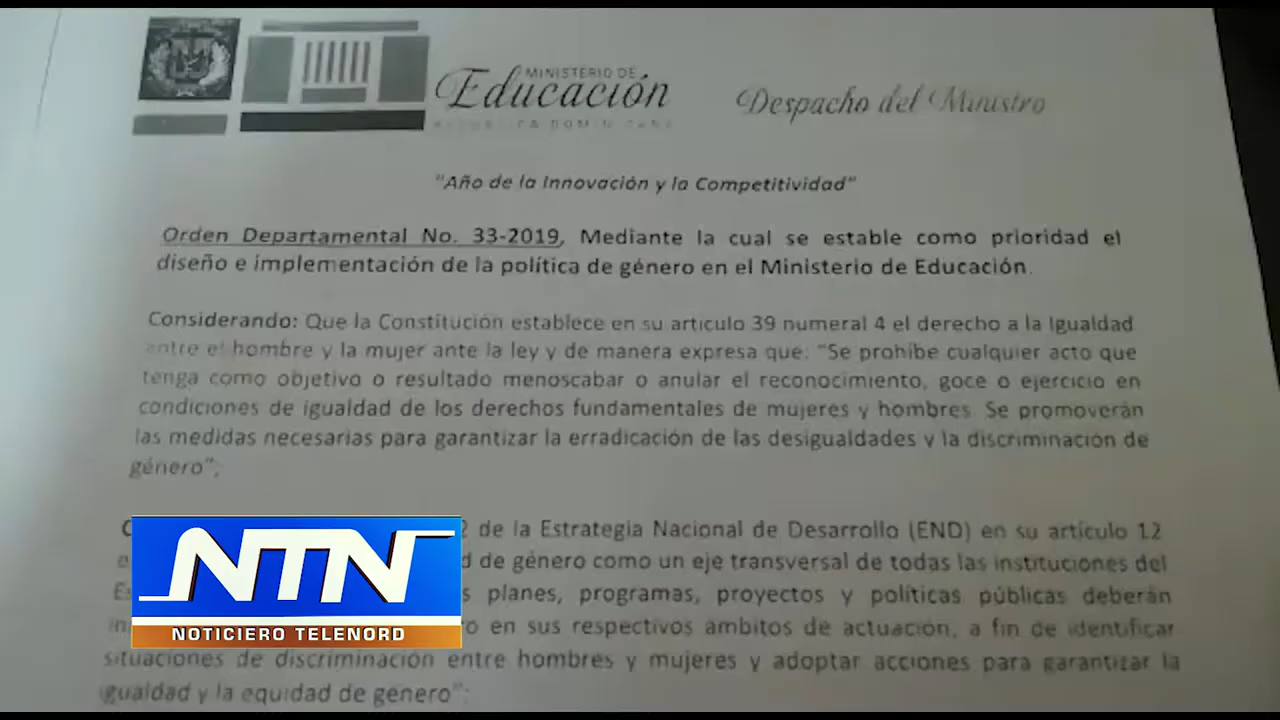 MINISTERIO DE
Educación
REPÚBLICA DOMINICANA
Despacho del Ministro
"Año de la Innovación y la Competitividad"
Orden Departamental No. 33-2019, Mediante la cual se estable como prioridad el
diseño e implementación de la política de género en el Ministerio de Educación.
Considerando: Que la Constitución establece en su articulo 39 numeral 4 el derecho a la Igualdad
entre el hombre y la mujer ante la ley y de manera expresa que: "Se prohíbe cualquier acto que
tenga como objetivo o resultado menoscabar o anular el reconocimiento, goce o ejercicio en
condiciones de igualdad de los derechos fundamentales de mujeres y hombres. Se promoverán
las medidas necesarias para garantizar la erradicación de las desigualdades y la discriminación de
género";
2 de la Estrategia Nacional de Desarrollo (END) en su artículo 12
de género como un eje transversal de todas las instituciones del
planes, programas, proyectos y políticas públicas deberán
en sus respectivos ámbitos de actuación, a fin de identificar
situaciones de discriminación entre hombres y mujeres y adoptar acciones para garantizar la
igualdad y la equidad de género";
NTN
NOTICIERO TELENORD